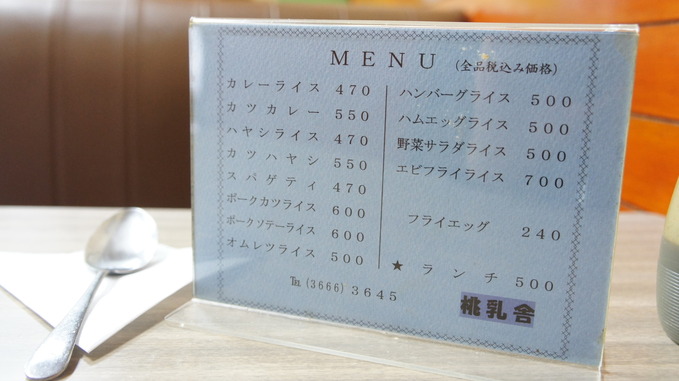 MENU (全品税込み価格)
カレーライス 470
カツカレー 550
ハヤシライス 470
カツハヤシ 550
スパゲティ 470
ポークカツライス 600
ポークソテーライス 600
オムレツライス 500
ハンバーグライス 500
ハムエッグライス 500
野菜サラダライス 500
エビフライライス 700
フライエッグ 240
★ ランチ 500
℡ (3666) 3645
桃乳舎